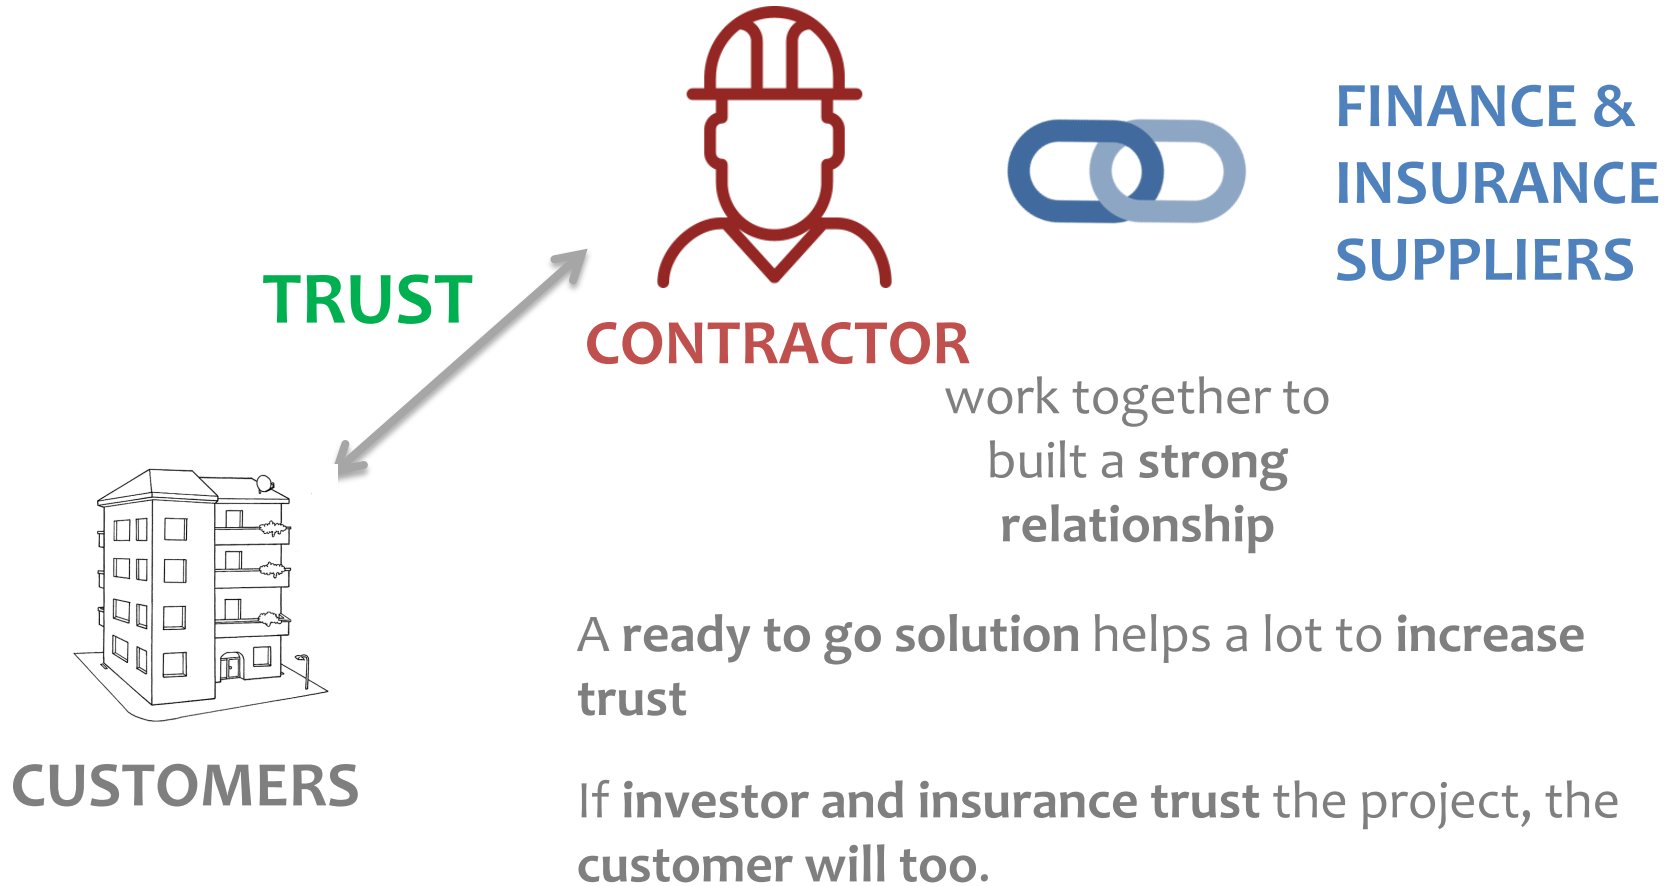 FINANCE &
INSURANCE
SUPPLIERS
TRUST
CONTRACTOR
work together to
built a strong
relationship
A ready to go solution helps a lot to increase
trust
CUSTOMERS
If investor and insurance trust the project, the
customer will too.